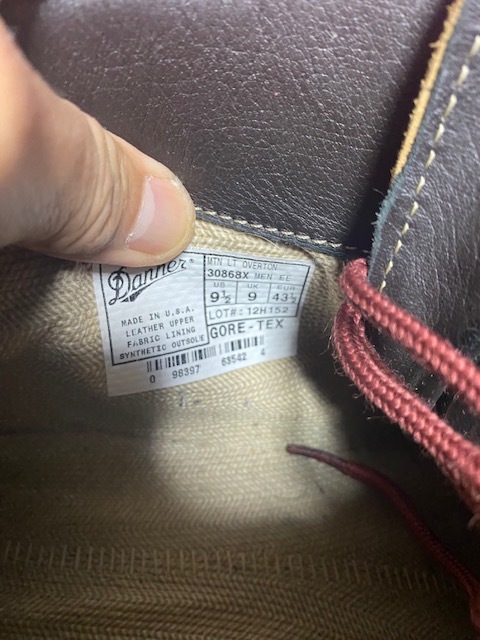 Danner®
MADE IN U.S.A.
LEATHER UPPER
FABRIC LINING
SYNTHETIC OUTSOLE
MTN LT OVERTON
30868X MEN EE
US UK EUR
9½ 9 43½
LOT#: 12H152
GORE-TEX
0 98397 63542 4